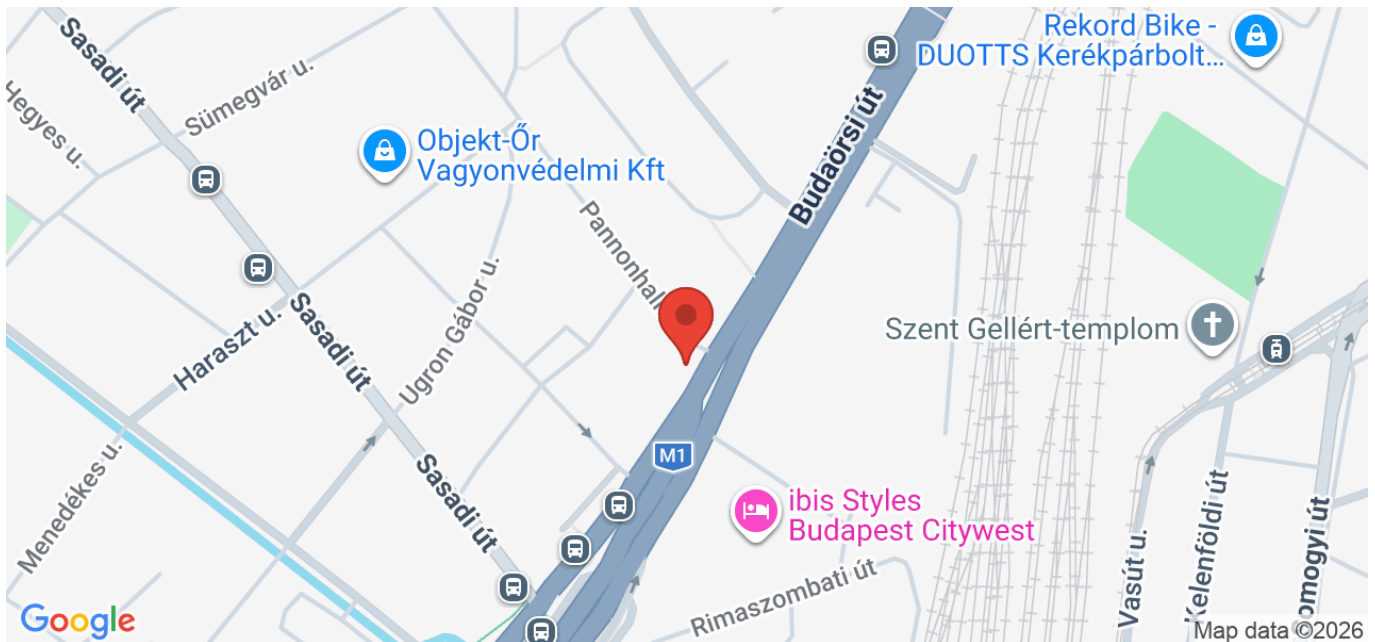 Rekord Bike -
DUOTTS Kerékpárbolt...
Sasadi út
Sümegvár u.
Hegyes u.
Objekt-Őr
Vagyonvédelmi Kft
Budaörsi út
Pannonhal
Ugron Gábor u.
Szent Gellért-templom
Haraszt u.
Sasadi út
Menedékes u.
Sasadi út
M1
ibis Styles
Budapest Citywest
Rimaszombati út
Vasút u.
Kelenföldi út
omogyi út
Google
Map data ©2026